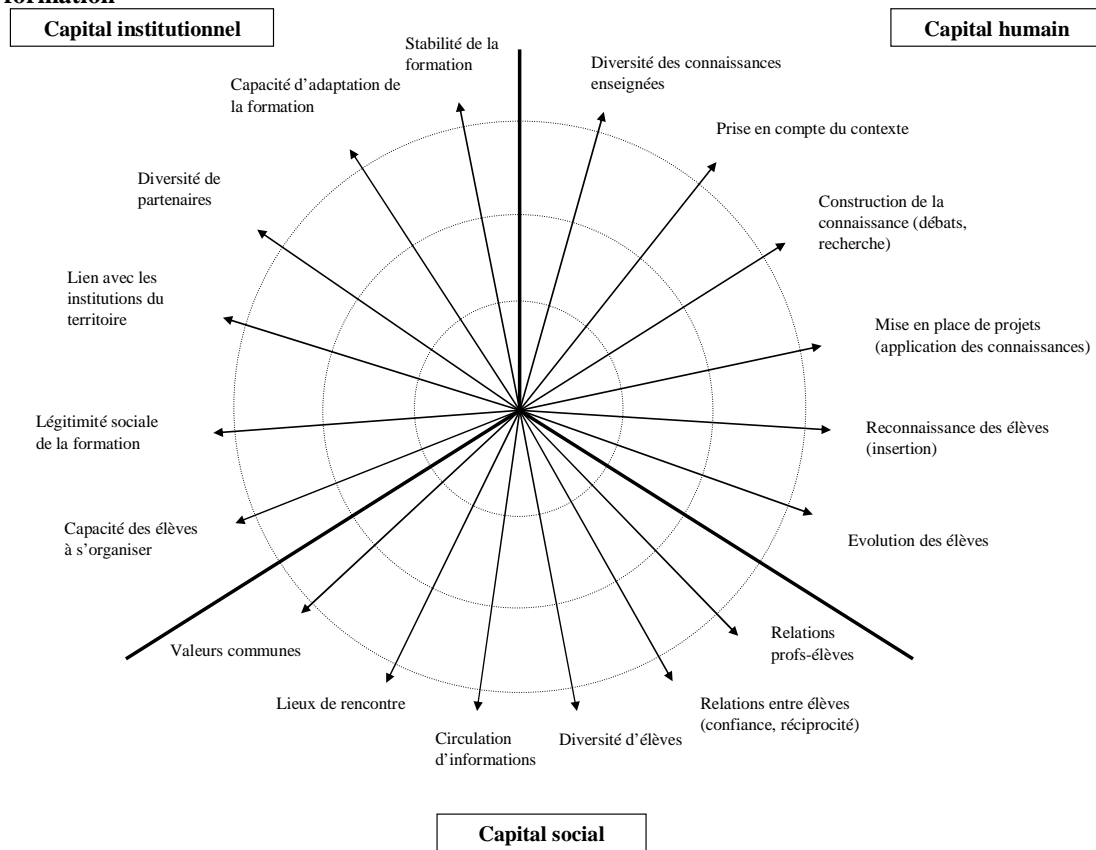 formation
Capital institutionnel
Capital humain
Stabilité de la
formation
Diversité des connaissances
enseignées
Capacité d'adaptation de
la formation
Prise en compte du contexte
Diversité de
partenaires
Construction de la
connaissance (débats,
recherche)
Lien avec les
institutions du
territoire
Mise en place de projets
(application des connaissances)
Légitimité sociale
de la formation
Reconnaissance des élèves
(insertion)
Capacité des élèves
à s'organiser
Evolution des élèves
Valeurs communes
Relations
profs-élèves
Lieux de rencontre
Relations entre élèves
(confiance, réciprocité)
Circulation
d'informations
Diversité d'élèves
Capital social